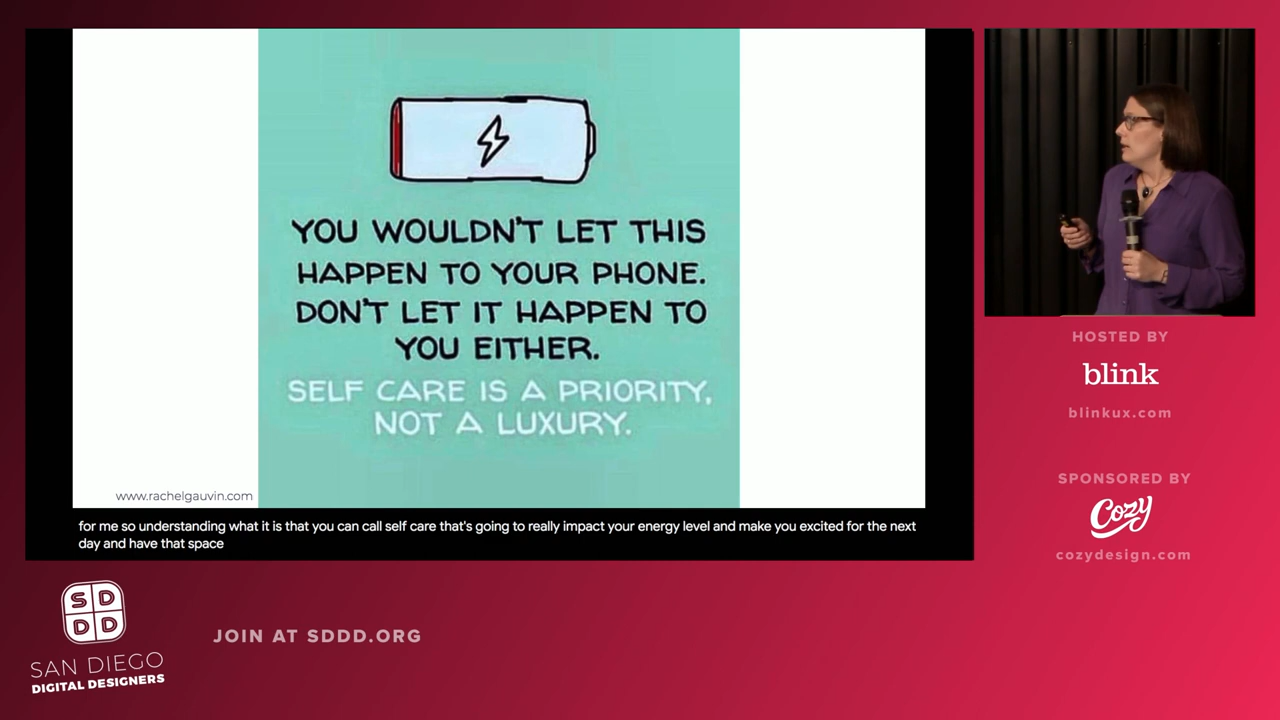 YOU WOULDN'T LET THIS
HAPPEN TO YOUR PHONE.
DON'T LET IT HAPPEN TO
YOU EITHER.
SELF CARE IS A PRIORITY,
NOT A LUXURY.
www.rachelgauvin.com
for me so understanding what it is that you can call self care that's going to really impact your energy level and make you excited for the next
day and have that space
HOSTED BY
blink
blinkux.com
SPONSORED BY
Cozy
cozydesign.com
SD
DD
SAN DIEGO
DIGITAL DESIGNERS
JOIN AT SDDD.ORG